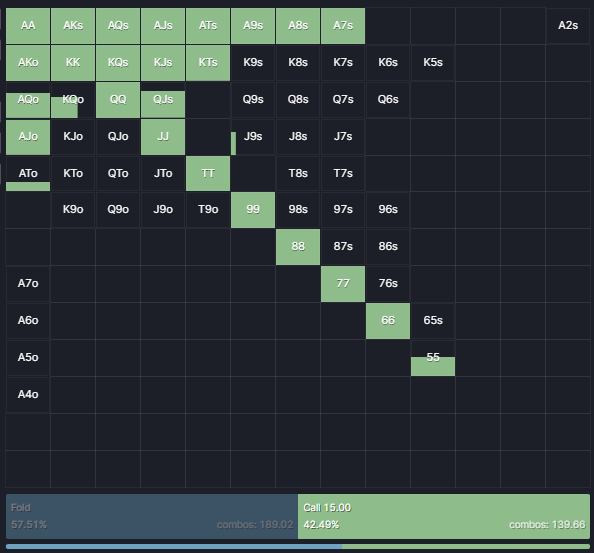 AA AKs AQs AJs ATs A9s A8s A7s A2s
AKo KK KQs KJs KTs K9s K8s K7s K6s K5s
AQo KQo QQ QJs Q9s Q8s Q7s Q6s
AJo KJo QJo JJ J9s J8s J7s
ATo KTo QTo JTo TT T8s T7s
K9o Q9o J9o T9o 99 98s 97s 96s
88 87s 86s
A7o 77 76s
A6o 66 65s
A5o 55
A4o
Fold
57.51% combos: 189.02
Call 15.00
42.49% combos: 139.66